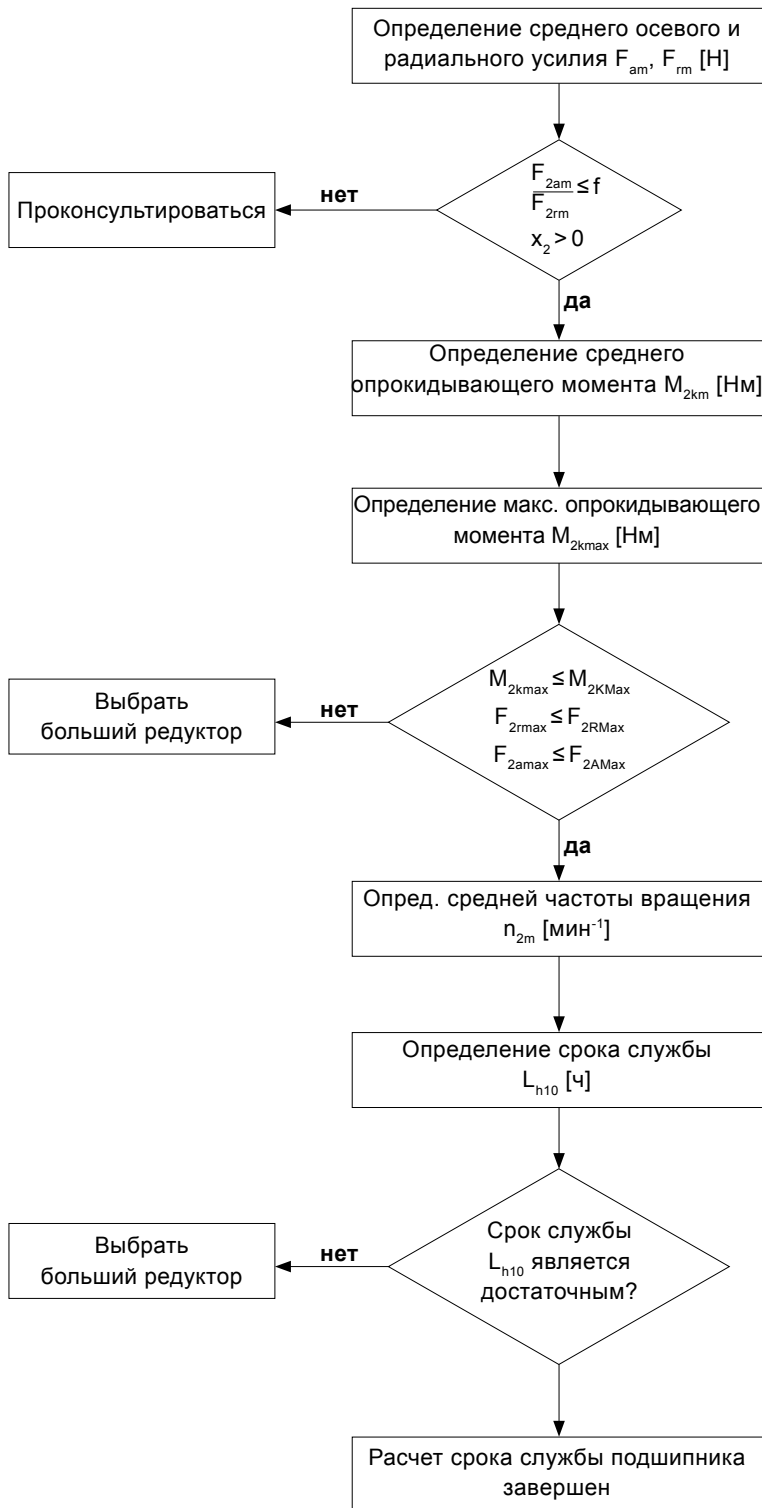 Определение среднего осевого и
радиального усилия F_am, F_rm [Н]
F_2am
F_2rm ≤ f
x_2 > 0
нет
Проконсультироваться
да
Определение среднего
опрокидывающего момента M_2km [Нм]
Определение макс. опрокидывающего
момента M_2kmax [Нм]
M_2kmax ≤ M_2KMax
F_2rmax ≤ F_2RMax
F_2amax ≤ F_2AMax
нет
Выбрать
больший редуктор
да
Опред. средней частоты вращения
n_2m [мин⁻¹]
Определение срока службы
L_h10 [ч]
Срок службы
L_h10 является
достаточным?
нет
Выбрать
больший редуктор
Расчет срока службы подшипника
завершен